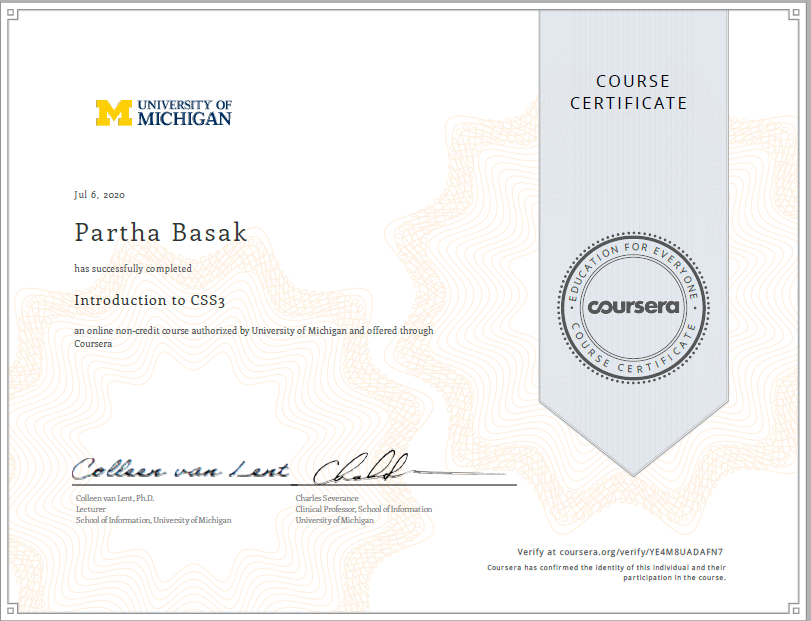 UNIVERSITY OF
MICHIGAN
COURSE
CERTIFICATE
Jul 6, 2020
Partha Basak
has successfully completed
Introduction to CSS3
an online non-credit course authorized by University of Michigan and offered through
Coursera
EDUCATION FOR EVERYONE
coursera
COURSE CERTIFICATE
Colleen van Lent
Colleen van Lent, Ph.D.
Lecturer
School of Information, University of Michigan
Charles Severance
Clinical Professor, School of Information
University of Michigan
Verify at coursera.org/verify/YE4M8UADAFN7
Coursera has confirmed the identity of this individual and their
participation in the course.